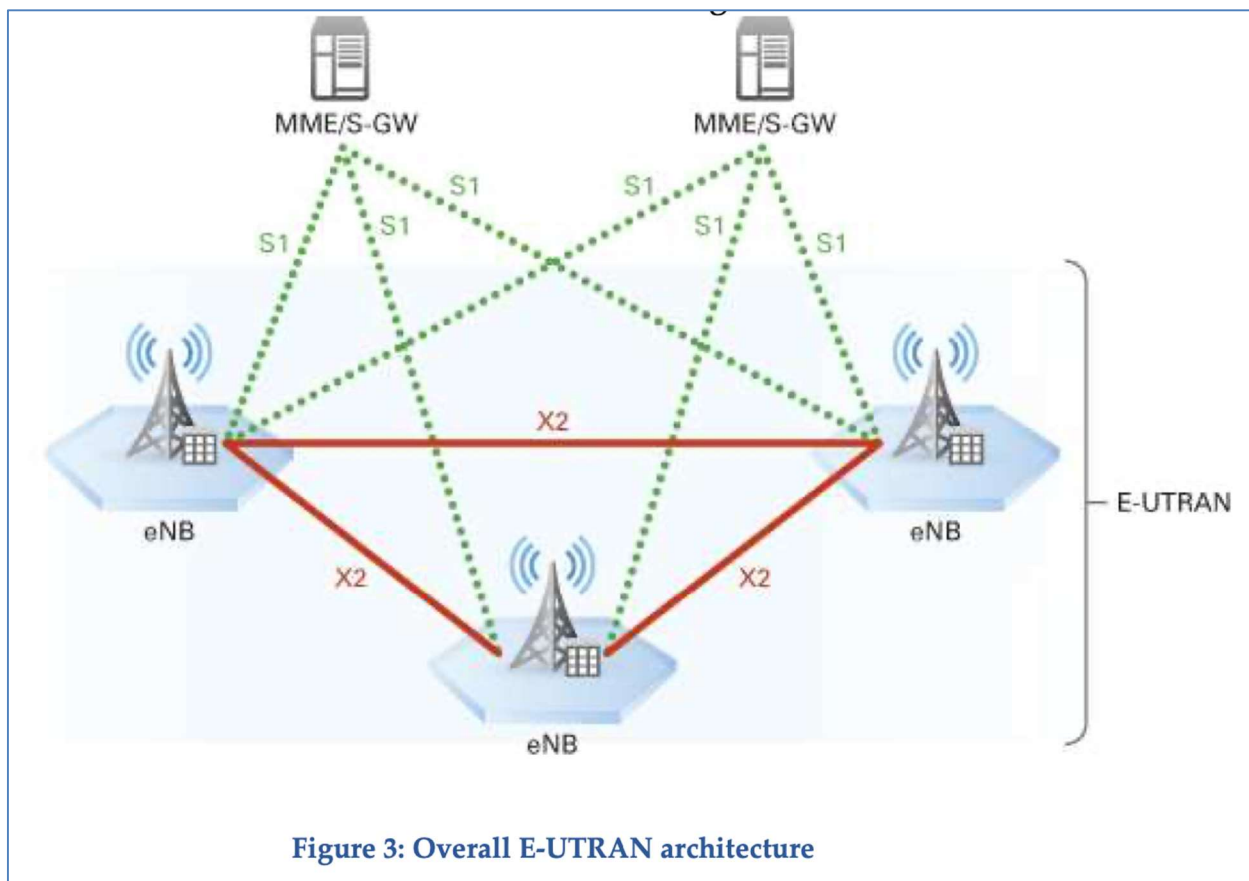 MME/S-GW
MME/S-GW
S1
S1
S1
S1
S1
S1
X2
eNB
eNB
E-UTRAN
X2
X2
eNB
Figure 3: Overall E-UTRAN architecture